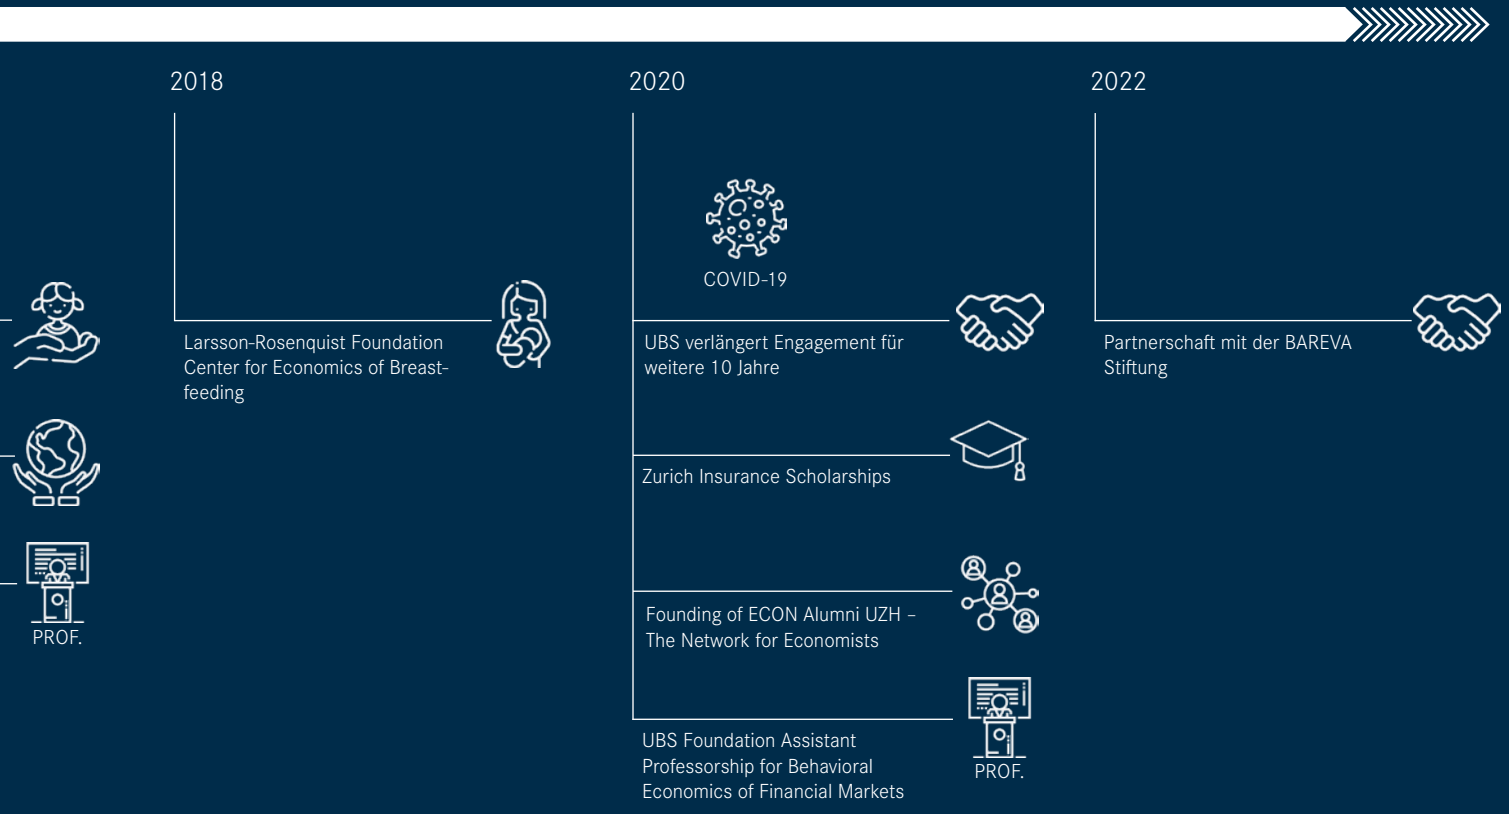 2018
2020
2022
COVID-19
Larsson-Rosenquist Foundation
Center for Economics of Breast-
feeding
UBS verlängert Engagement für
weitere 10 Jahre
Partnerschaft mit der BAREVA
Stiftung
Zurich Insurance Scholarships
Founding of ECON Alumni UZH –
The Network for Economists
PROF.
UBS Foundation Assistant
Professorship for Behavioral
Economics of Financial Markets
PROF.